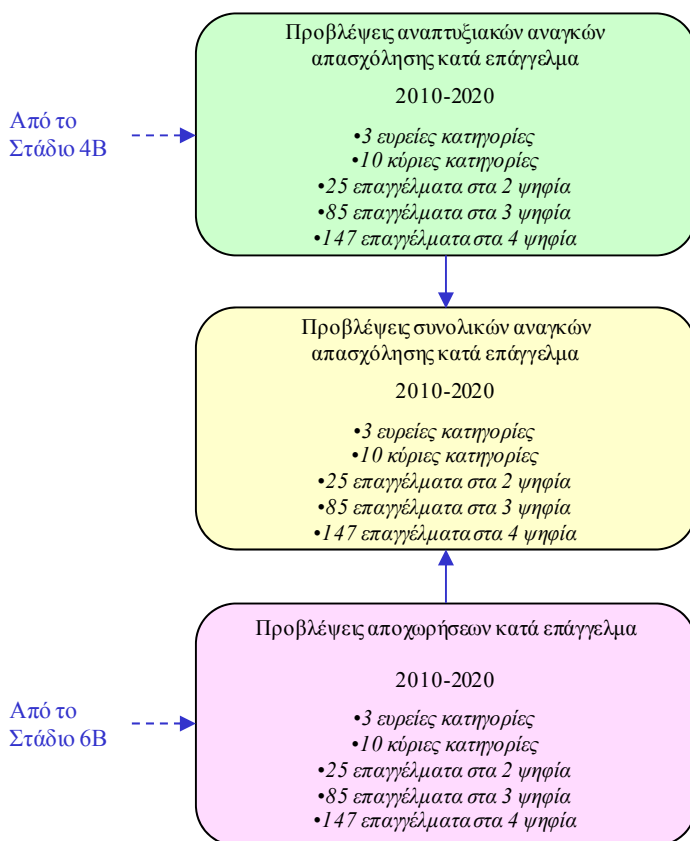 Προβλέψεις αναπτυξιακών αναγκών
απασχόλησης κατά επάγγελμα
2010-2020
•3 ευρείες κατηγορίες
•10 κύριες κατηγορίες
•25 επαγγέλματα στα 2 ψηφία
•85 επαγγέλματα στα 3 ψηφία
•147 επαγγέλματα στα 4 ψηφία
Από το
Στάδιο 4Β
Προβλέψεις συνολικών αναγκών
απασχόλησης κατά επάγγελμα
2010-2020
•3 ευρείες κατηγορίες
•10 κύριες κατηγορίες
•25 επαγγέλματα στα 2 ψηφία
•85 επαγγέλματα στα 3 ψηφία
•147 επαγγέλματα στα 4 ψηφία
Προβλέψεις αποχωρήσεων κατά επάγγελμα
2010-2020
•3 ευρείες κατηγορίες
•10 κύριες κατηγορίες
•25 επαγγέλματα στα 2 ψηφία
•85 επαγγέλματα στα 3 ψηφία
•147 επαγγέλματα στα 4 ψηφία
Από το
Στάδιο 6Β